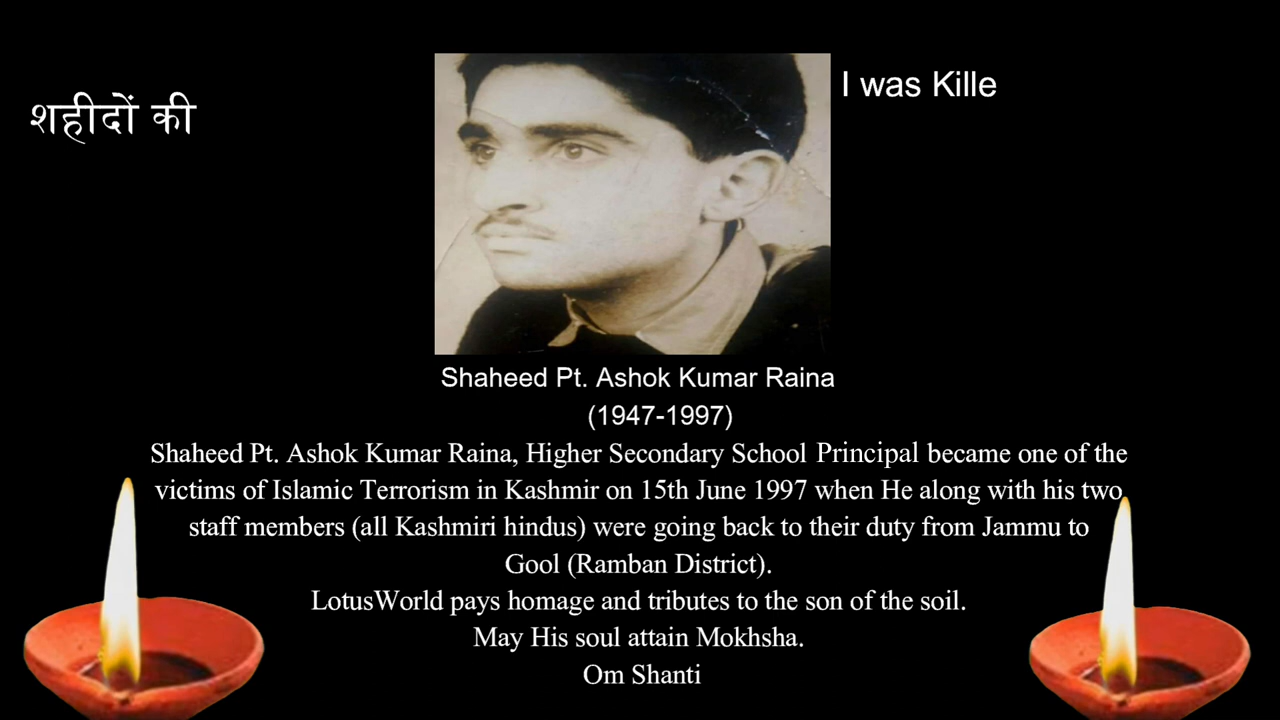 शहीदों की
I was Kille
Shaheed Pt. Ashok Kumar Raina
(1947-1997)
Shaheed Pt. Ashok Kumar Raina, Higher Secondary School Principal became one of the
victims of Islamic Terrorism in Kashmir on 15th June 1997 when He along with his two
staff members (all Kashmiri hindus) were going back to their duty from Jammu to
Gool (Ramban District).
LotusWorld pays homage and tributes to the son of the soil.
May His soul attain Mokhsha.
Om Shanti